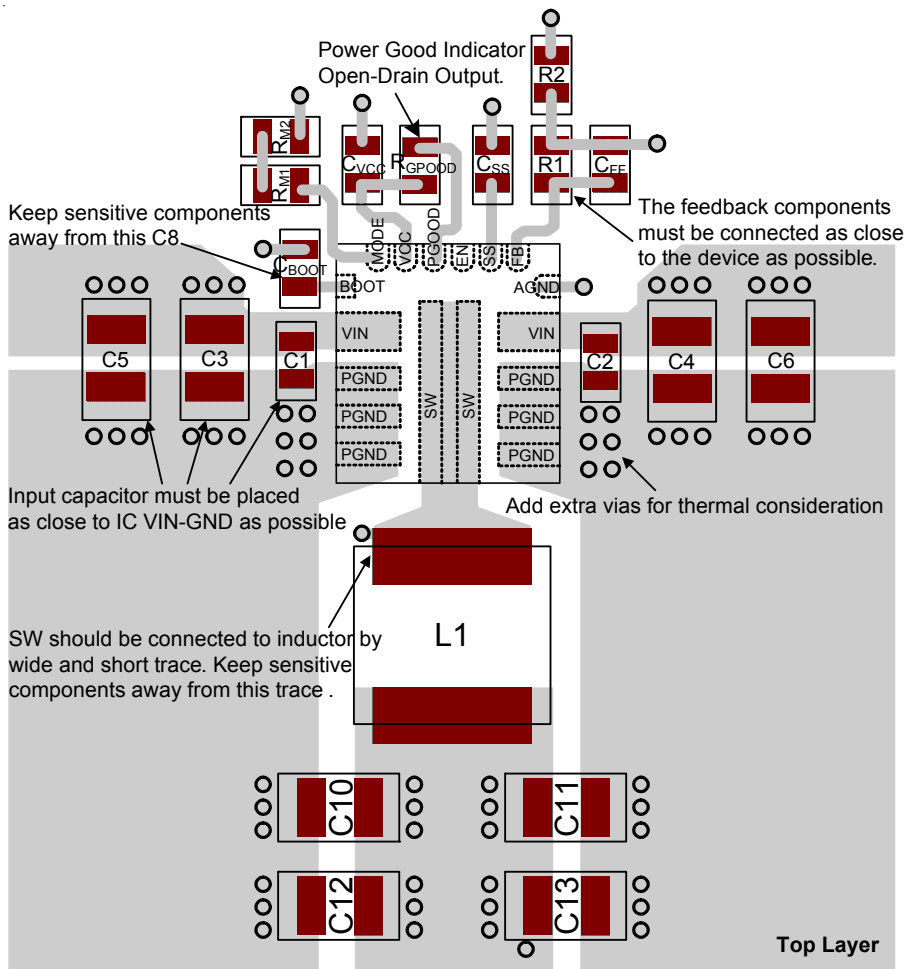 Power Good Indicator
Open-Drain Output.
R2
RM2
RM1
CVCC
RGPOOD
CSS
R1
CFF
Keep sensitive components
away from this C8
The feedback components
must be connected as close
to the device as possible.
CBOOT
MODE
VCC
PGOOD
EN
SS
FB
BOOT
AGND
VIN
VIN
C5
C3
C1
C2
C4
C6
PGND
PGND
PGND
SW
SW
PGND
PGND
PGND
Input capacitor must be placed
as close to IC VIN-GND as possible
Add extra vias for thermal consideration
L1
SW should be connected to inductor by
wide and short trace. Keep sensitive
components away from this trace .
C10
C11
C12
C13
Top Layer